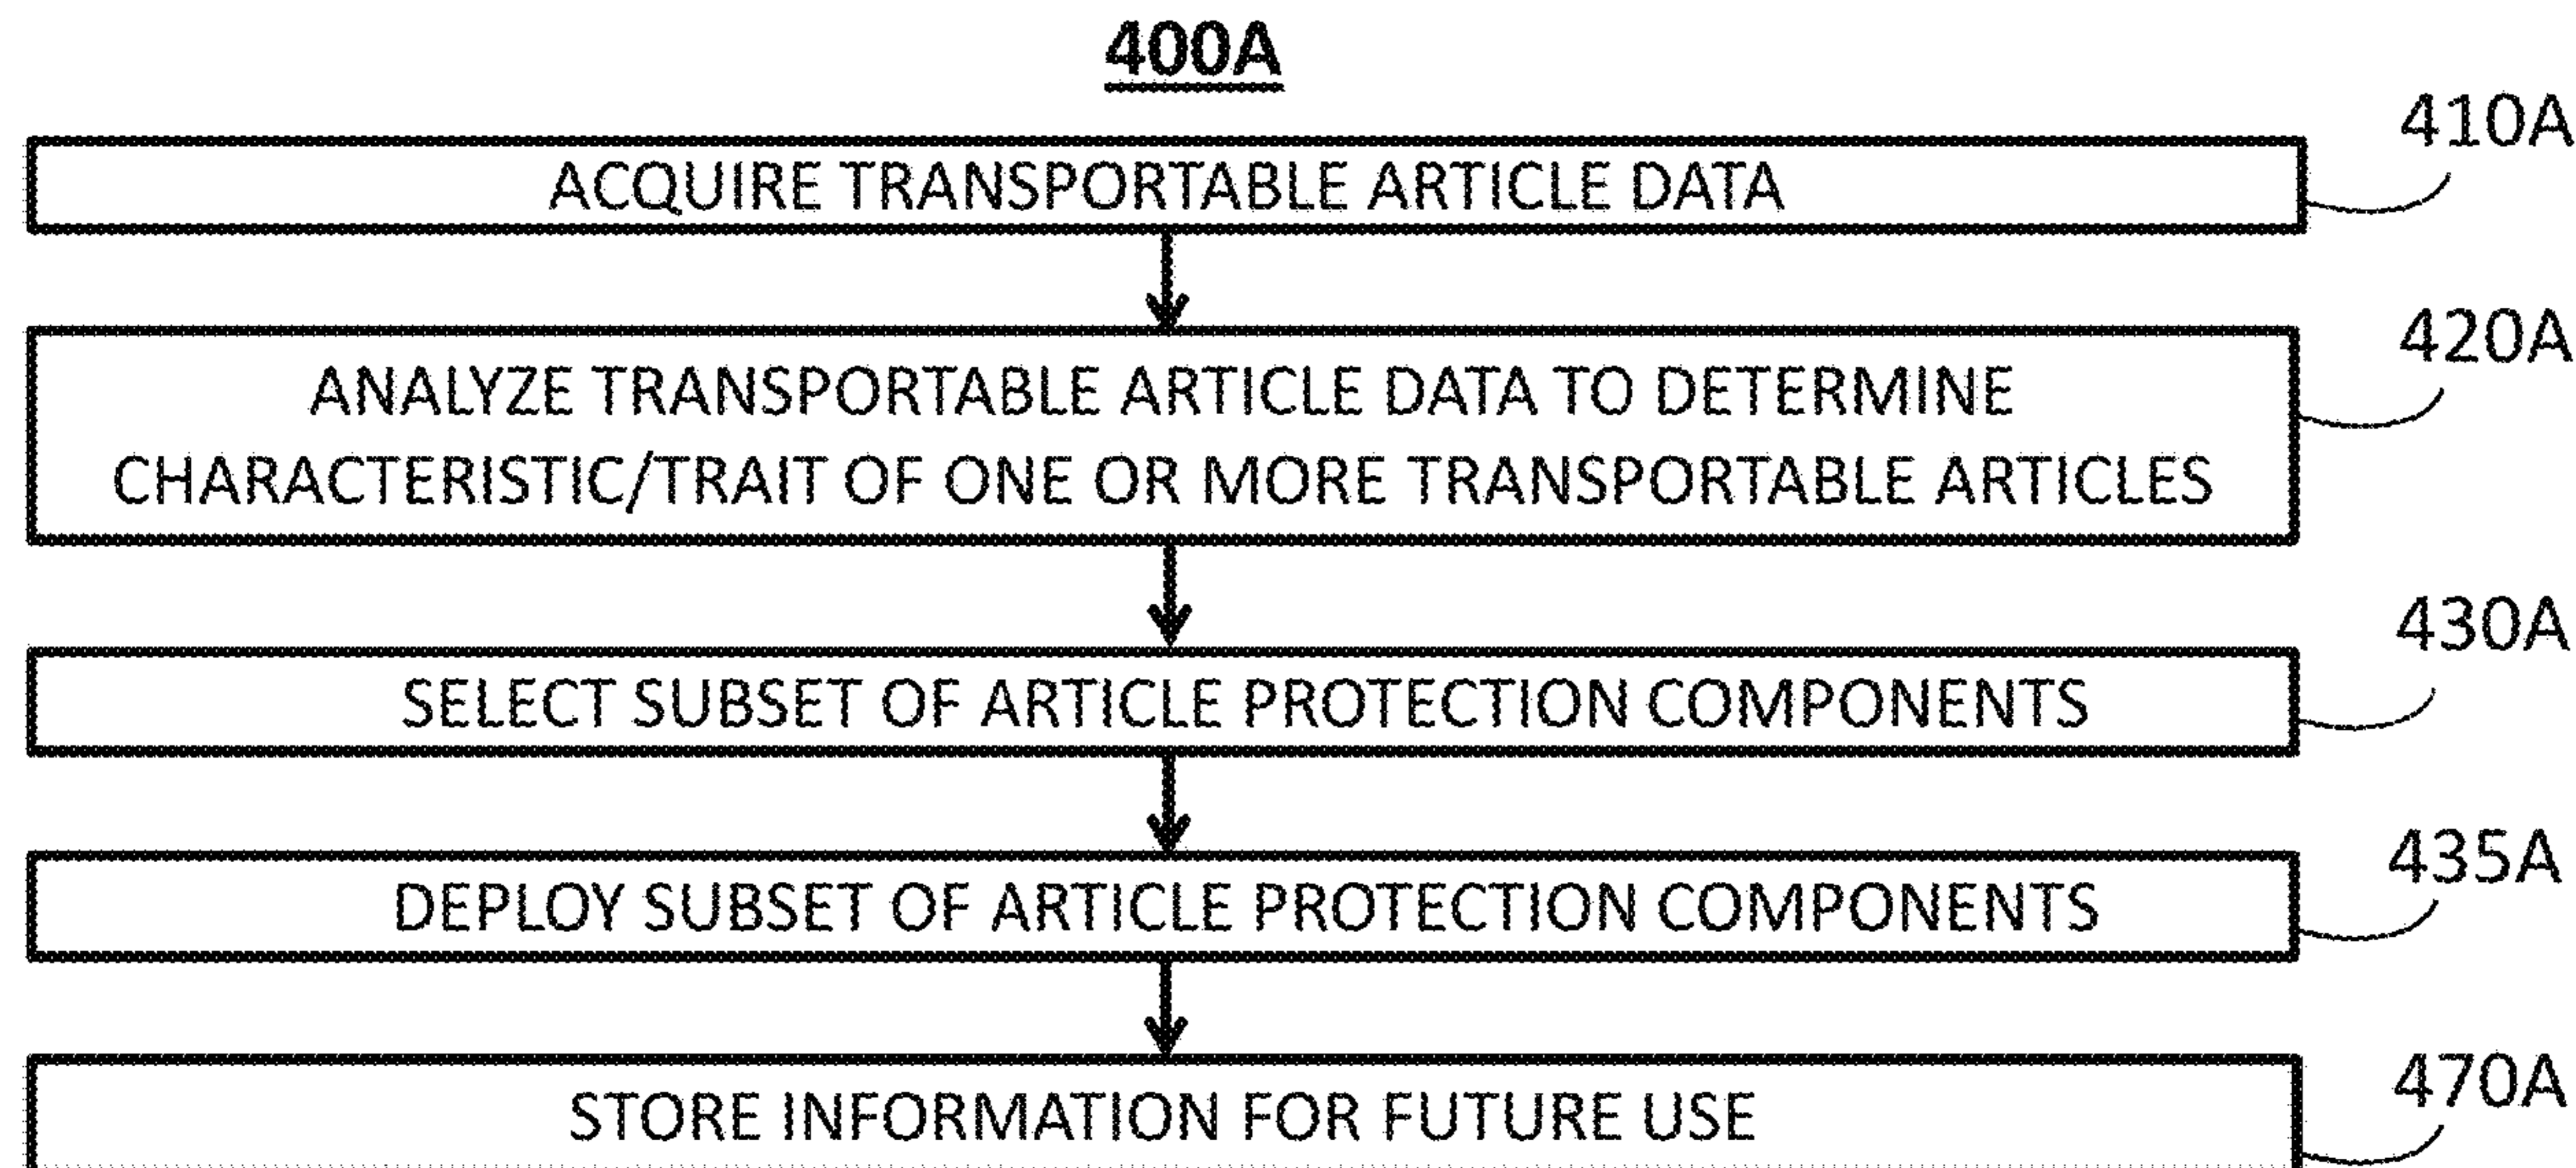 400A
410A
ACQUIRE TRANSPORTABLE ARTICLE DATA
420A
ANALYZE TRANSPORTABLE ARTICLE DATA TO DETERMINE
CHARACTERISTIC/TRAIT OF ONE OR MORE TRANSPORTABLE ARTICLES
430A
SELECT SUBSET OF ARTICLE PROTECTION COMPONENTS
435A
DEPLOY SUBSET OF ARTICLE PROTECTION COMPONENTS
470A
STORE INFORMATION FOR FUTURE USE